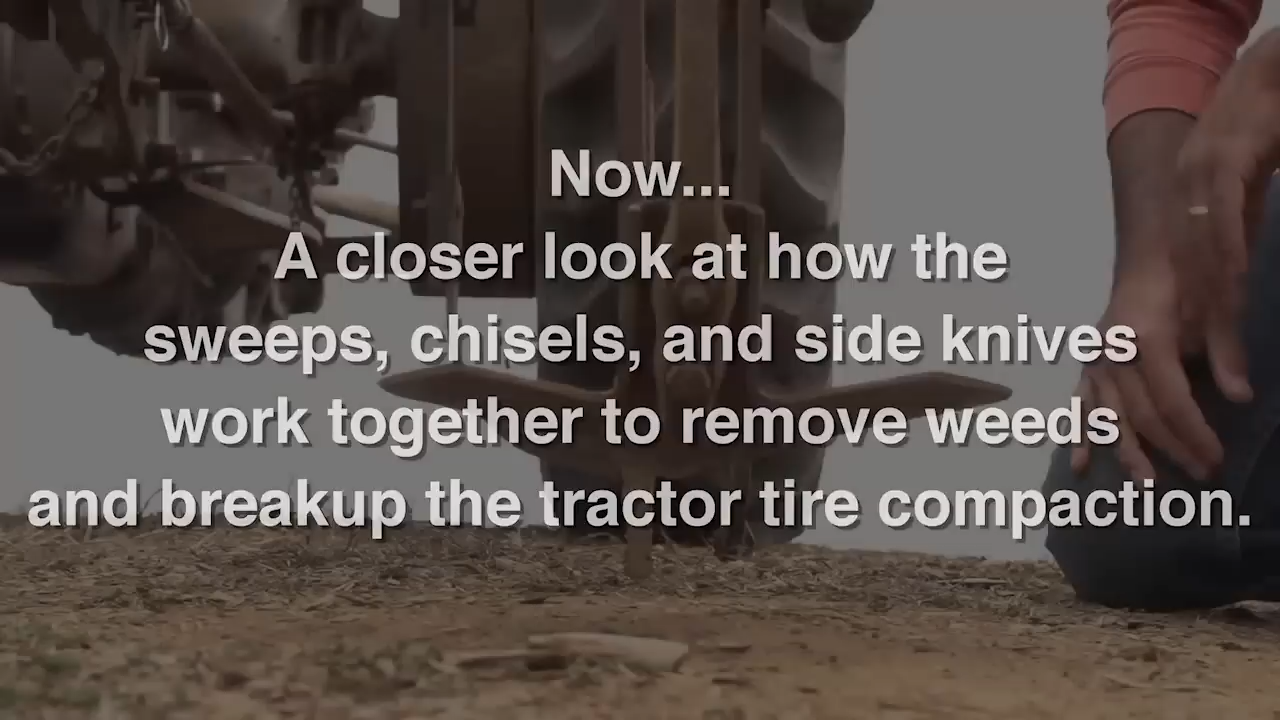 Now...
A closer look at how the
sweeps, chisels, and side knives
work together to remove weeds
and breakup the tractor tire compaction.